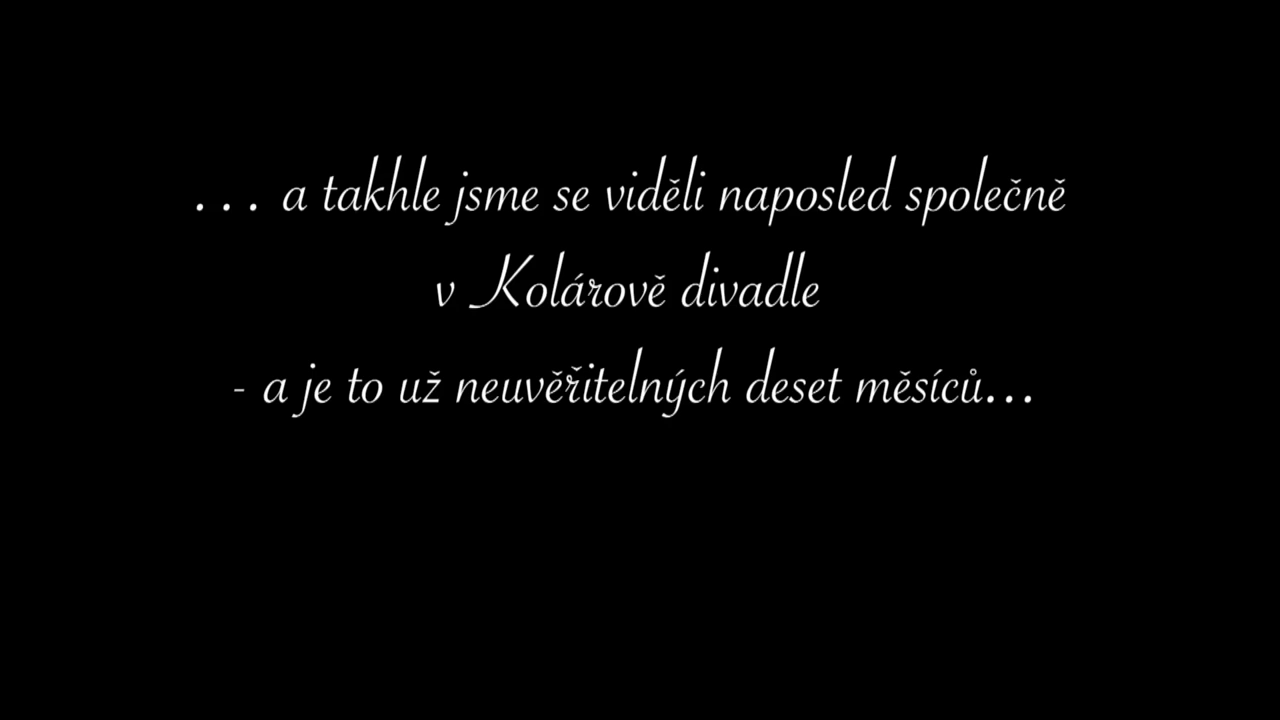 ... a takhle jsme se viděli naposled společně
v Kolárově divadle
- a je to už neuvěřitelných deset měsíců...